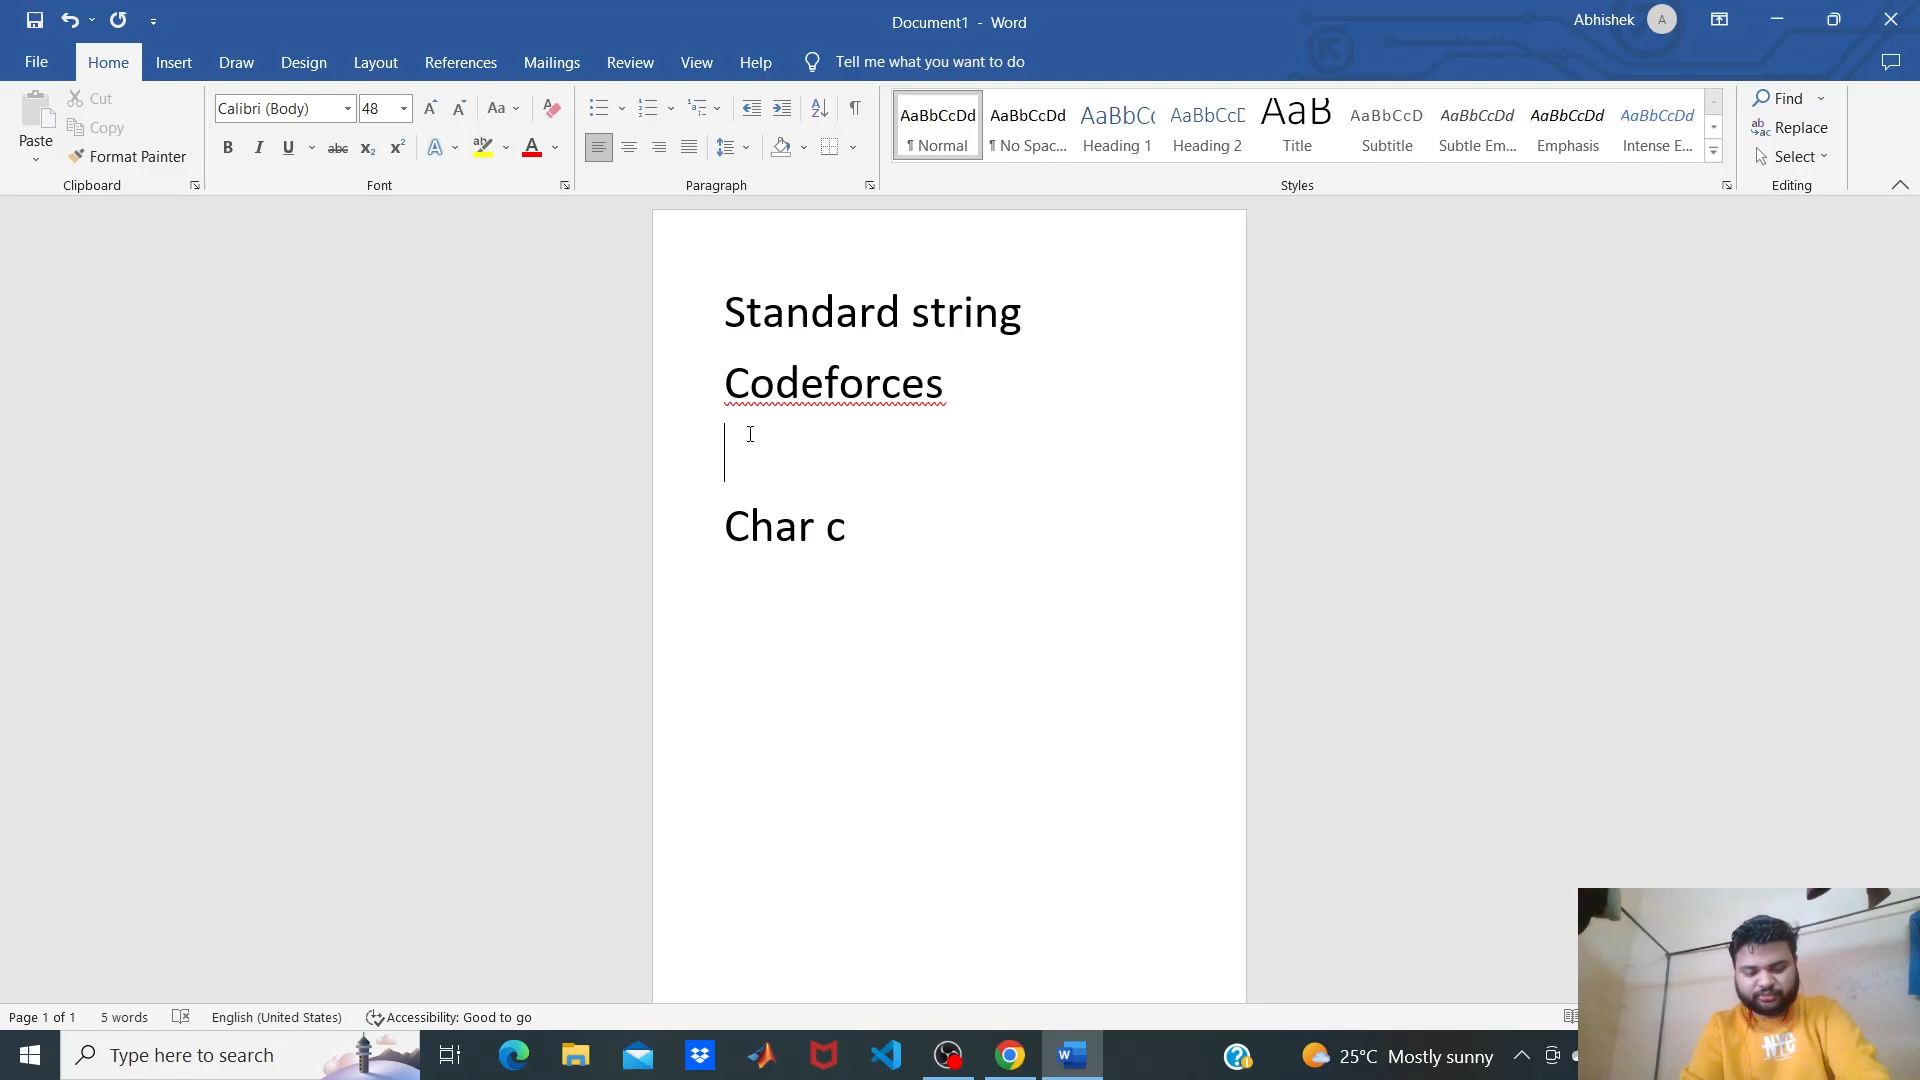 Document1 - Word
Abhishek
A
File
Home
Insert
Draw
Design
Layout
References
Mailings
Review
View
Help
Tell me what you want to do
Paste
Cut
Copy
Format Painter
Clipboard
Calibri (Body)
48
Font
Paragraph
AaBbCcDd
¶ Normal
AaBbCcDd
¶ No Spac...
AaBbCc
Heading 1
AaBbCcD
Heading 2
AaB
Title
AaBbCcD
Subtitle
AaBbCcDd
Subtle Em...
AaBbCcDd
Emphasis
AaBbCcDd
Intense E...
Styles
Find
Replace
Select
Editing
Standard string
Codeforces
Char c
Page 1 of 1
5 words
English (United States)
Accessibility: Good to go
Type here to search
25°C Mostly sunny
NYC